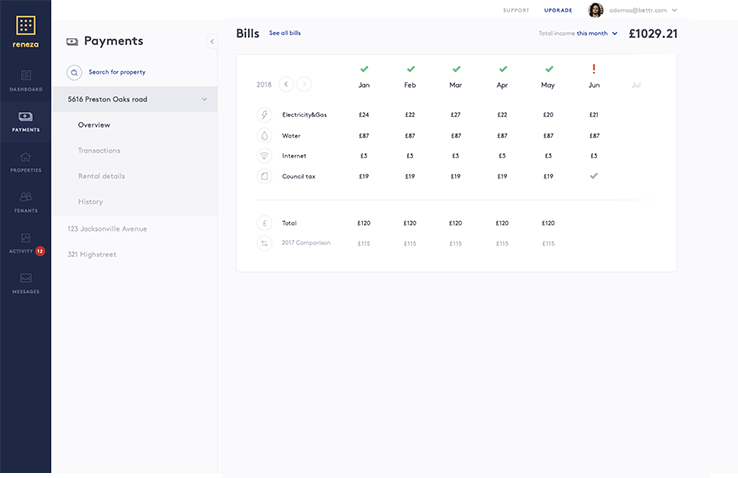 SUPPORT UPGRADE adamas@bettr.com
reneza
Payments
Bills See all bills Total income this month £1029.21
Search for property
2018 Jan Feb Mar Apr May Jun Jul
DASHBOARD
5616 Preston Oaks road
Electricity&Gas £24 £22 £27 £22 £20 £21
PAYMENTS
Overview
Water £87 £87 £87 £87 £87 £87
Transactions
Internet £3 £3 £3 £3 £3 £3
PROPERTIES
Rental details
Council tax £19 £19 £19 £19 £19
History
TENANTS
123 Jacksonville Avenue
Total £120 £120 £120 £120 £120
£
2017 Comparison £115 £115 £115 £115 £115
ACTIVITY 12
321 Highstreet
MESSAGES